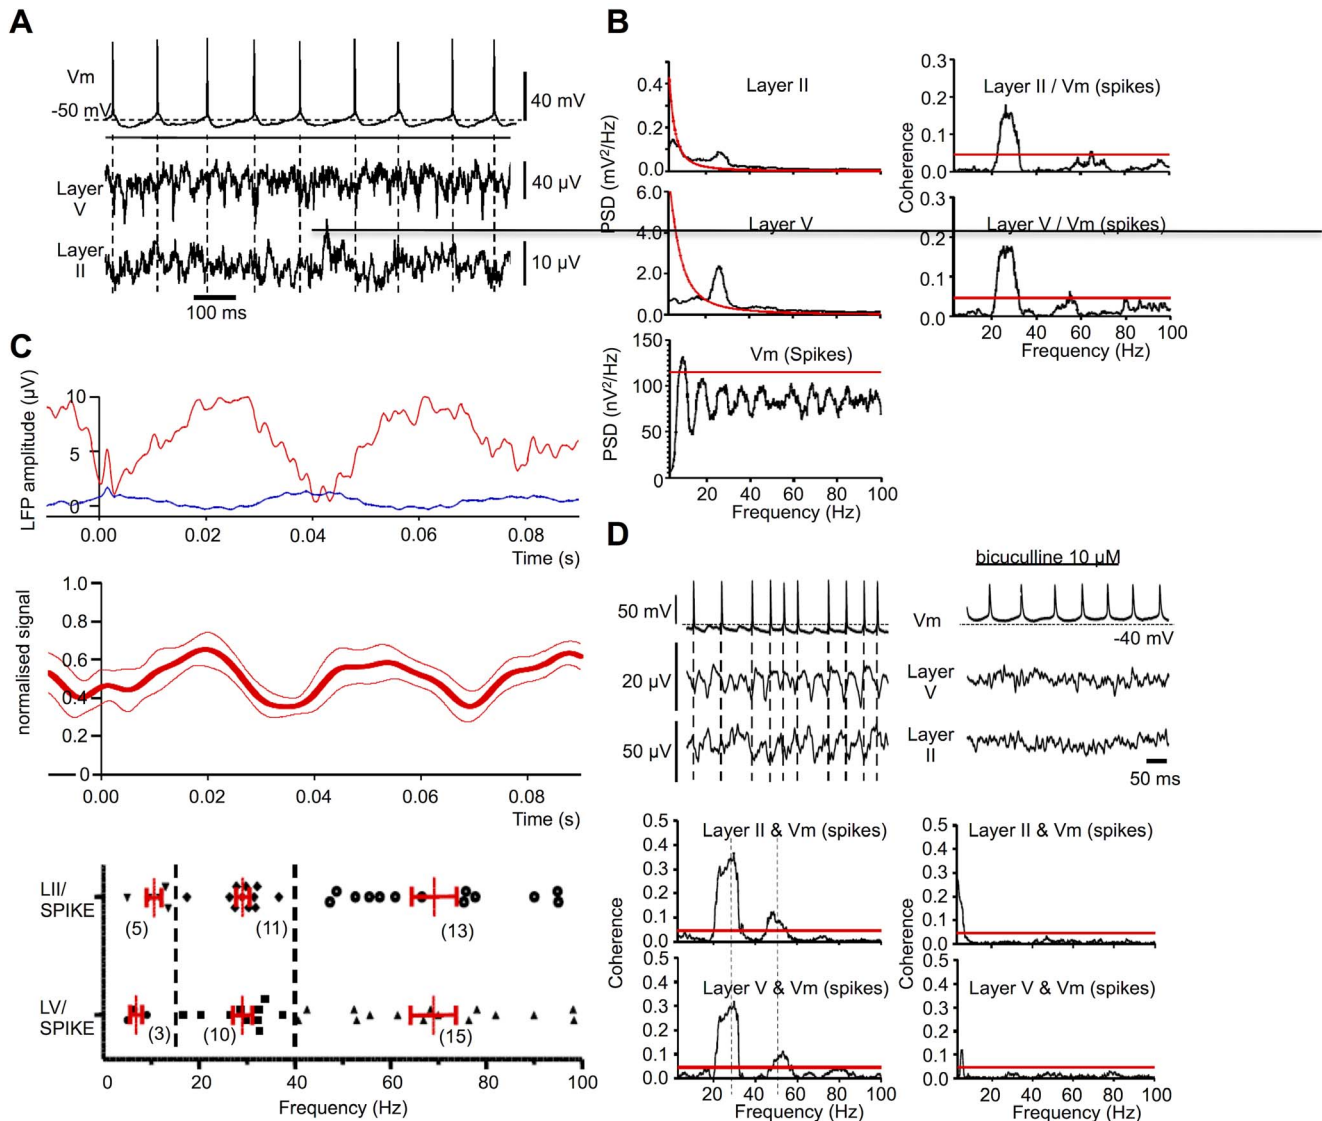 A
Vm
-50 mV
40 mV
Layer
V
40 µV
Layer
II
10 µV
100 ms
B
0.4
0.2
0.0
Layer II
PSD (mV²/Hz)
6.0
4.0
2.0
0.0
Layer V
PSD (nV²/Hz)
150
100
50
0
Vm (Spikes)
20 40 60 80 100
Frequency (Hz)
Coherence
0.3
0.2
0.1
0.0
Layer II / Vm (spikes)
0.3
0.2
0.1
0.0
Layer V / Vm (spikes)
20 40 60 80 100
Frequency (Hz)
C
LFP amplitude (µV)
10
5
0
0.00 0.02 0.04 0.06 0.08
Time (s)
normalised signal
1.0
0.8
0.6
0.4
0.2
0
0.00 0.02 0.04 0.06 0.08
Time (s)
LII/
SPIKE
(5) (11) (13)
LV/
SPIKE
(3) (10) (15)
0 20 40 60 80 100
Frequency (Hz)
D
bicuculline 10 µM
50 mV
Vm
-40 mV
20 µV
Layer
V
50 µV
Layer
II
50 ms
Coherence
0.5
0.4
0.3
0.2
0.1
0.0
Layer II & Vm (spikes)
0.5
0.4
0.3
0.2
0.1
0.0
Layer V & Vm (spikes)
20 40 60 80 100
Frequency (Hz)
Coherence
0.5
0.4
0.3
0.2
0.1
0.0
Layer II & Vm (spikes)
0.5
0.4
0.3
0.2
0.1
0.0
Layer V & Vm (spikes)
20 40 60 80 100
Frequency (Hz)